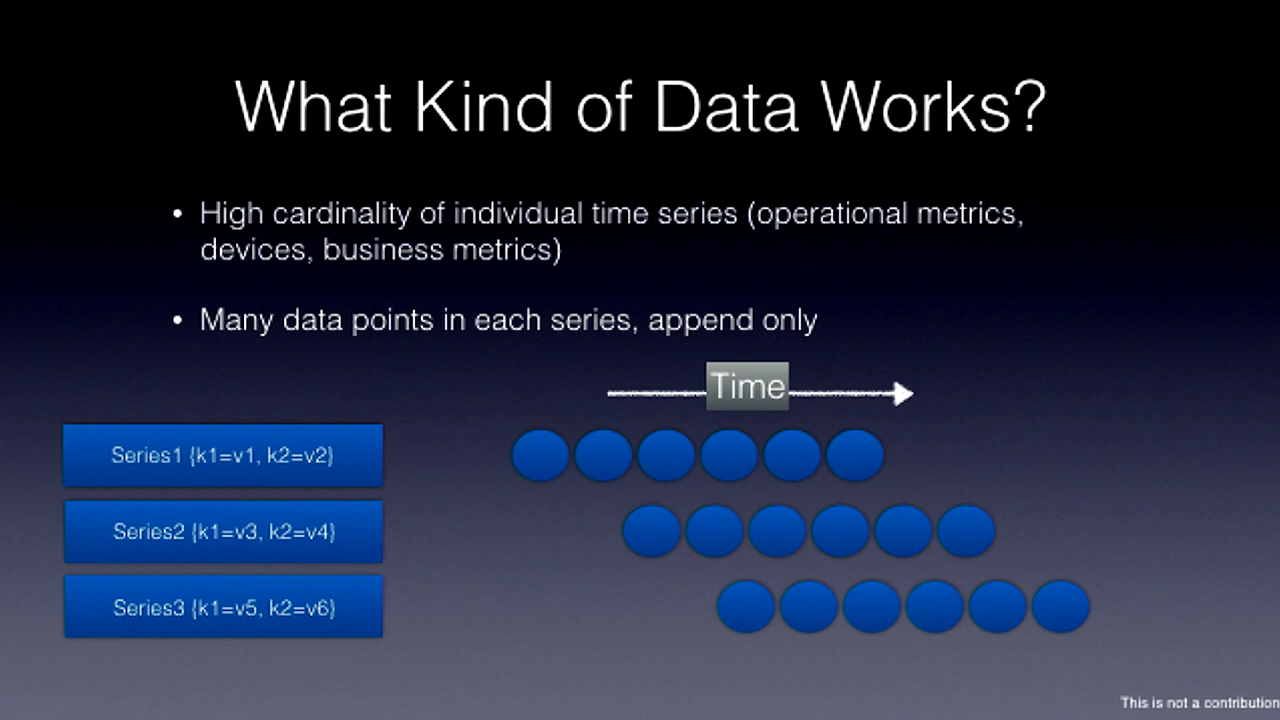 What Kind of Data Works?
• High cardinality of individual time series (operational metrics,
devices, business metrics)
• Many data points in each series, append only
Time
Series1 {k1=v1, k2=v2}
Series2 {k1=v3, k2=v4}
Series3 {k1=v5, k2=v6}
This is not a contribution